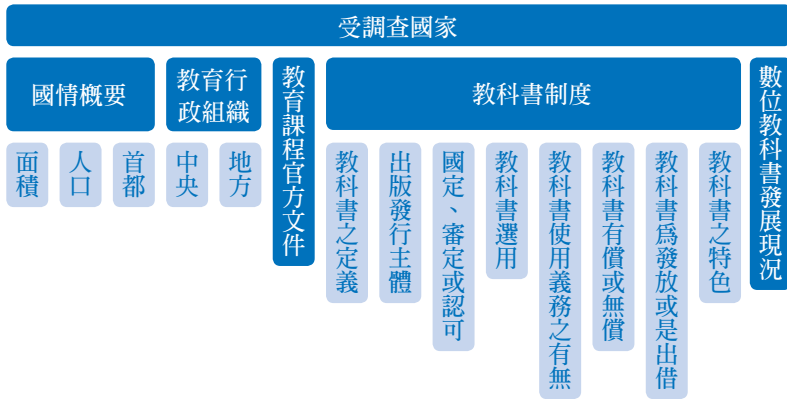 受調查國家
國情概要
教育行
政組織
教育課程官方文件
教科書制度
數位教科書發展現況
面積
人口
首都
中央
地方
教科書之定義
出版發行主體
國定、審定或認可
教科書選用
教科書使用義務之有無
教科書有償或無償
教科書爲發放或是出借
教科書之特色